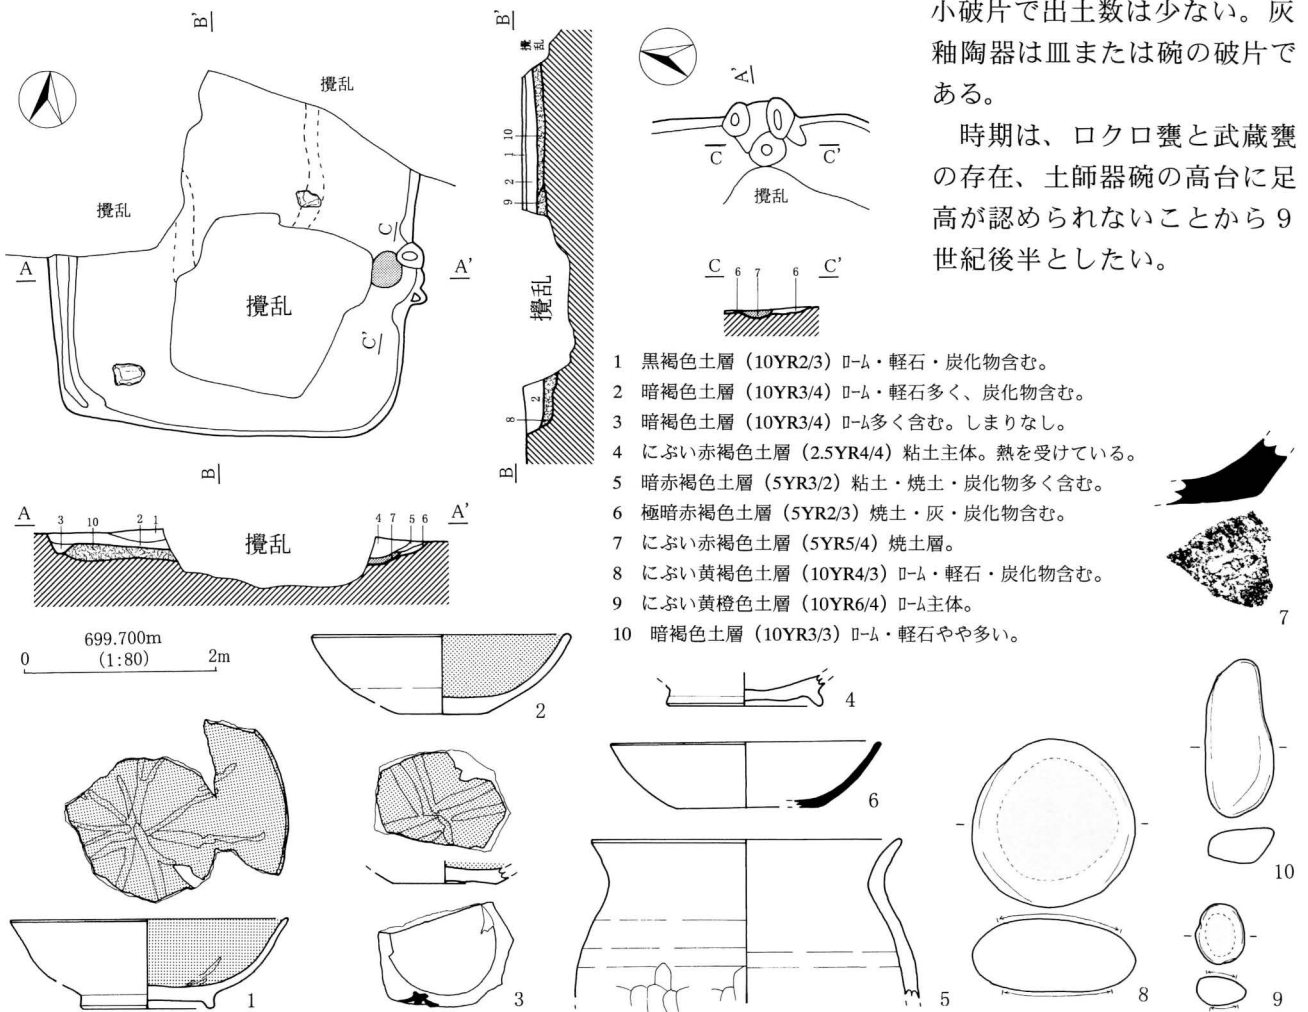 小破片で出土数は少ない。灰
釉陶器は皿または碗の破片で
ある。
　時期は、ロクロ甕と武蔵甕
の存在、土師器碗の高台に足
高が認められないことから9
世紀後半としたい。
B'
攪乱
攪乱
A
A'
C
C'
攪乱
B
B'
攪乱
10
1
2
9
攪乱
2
8
B
A'
C
C'
攪乱
C
6
7
6
C'
A
3
10
2
1
攪乱
4
7
5
6
A'
1　黒褐色土層（10YR2/3）ローム・軽石・炭化物含む。
2　暗褐色土層（10YR3/4）ローム・軽石多く、炭化物含む。
3　暗褐色土層（10YR3/4）ローム多く含む。しまりなし。
4　にぶい赤褐色土層（2.5YR4/4）粘土主体。熱を受けている。
5　暗赤褐色土層（5YR3/2）粘土・焼土・炭化物多く含む。
6　極暗赤褐色土層（5YR2/3）焼土・灰・炭化物含む。
7　にぶい赤褐色土層（5YR5/4）焼土層。
8　にぶい黄褐色土層（10YR4/3）ローム・軽石・炭化物含む。
9　にぶい黄橙色土層（10YR6/4）ローム主体。
10　暗褐色土層（10YR3/3）ローム・軽石やや多い。
699.700m
0
(1:80)
2m
1
2
3
4
5
6
7
8
9
10